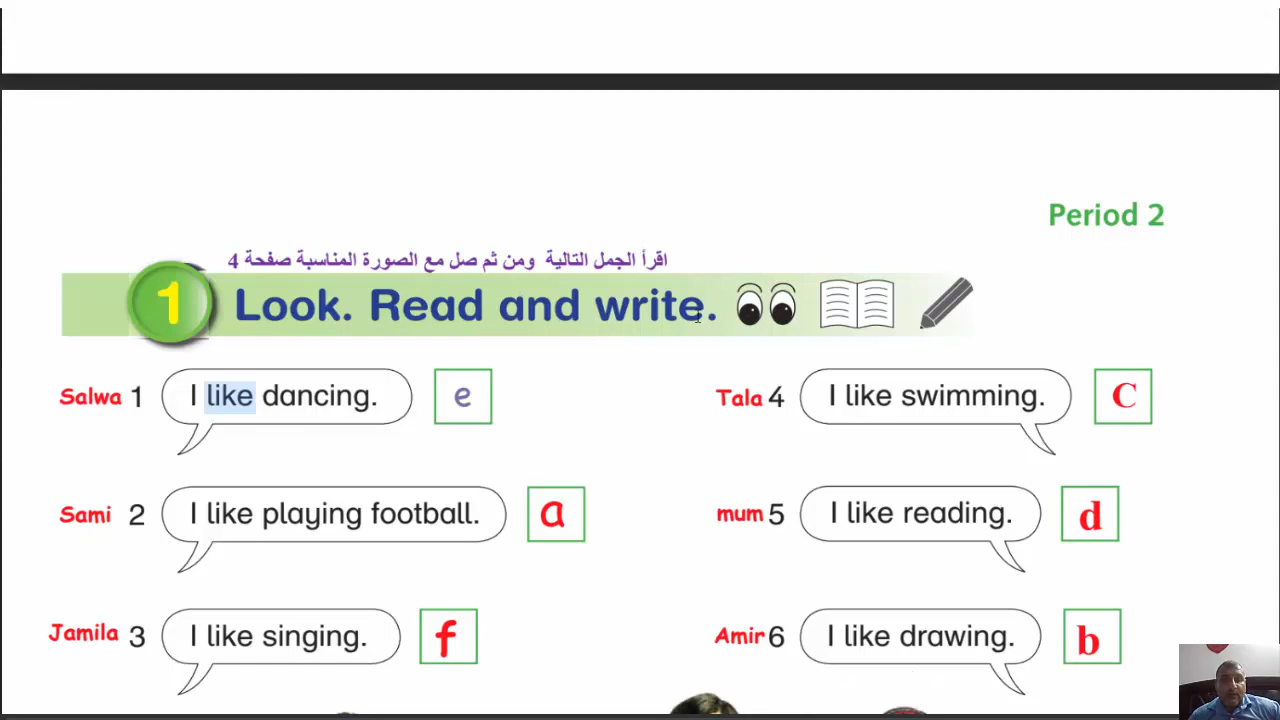 Period 2
اقرأ الجمل التالية ومن ثم صل مع الصورة المناسبة صفحة 4
1 Look. Read and write.
Salwa 1 I like dancing. e
Sami 2 I like playing football. a
Jamila 3 I like singing. f
Tala 4 I like swimming. C
mum 5 I like reading. d
Amir 6 I like drawing. b